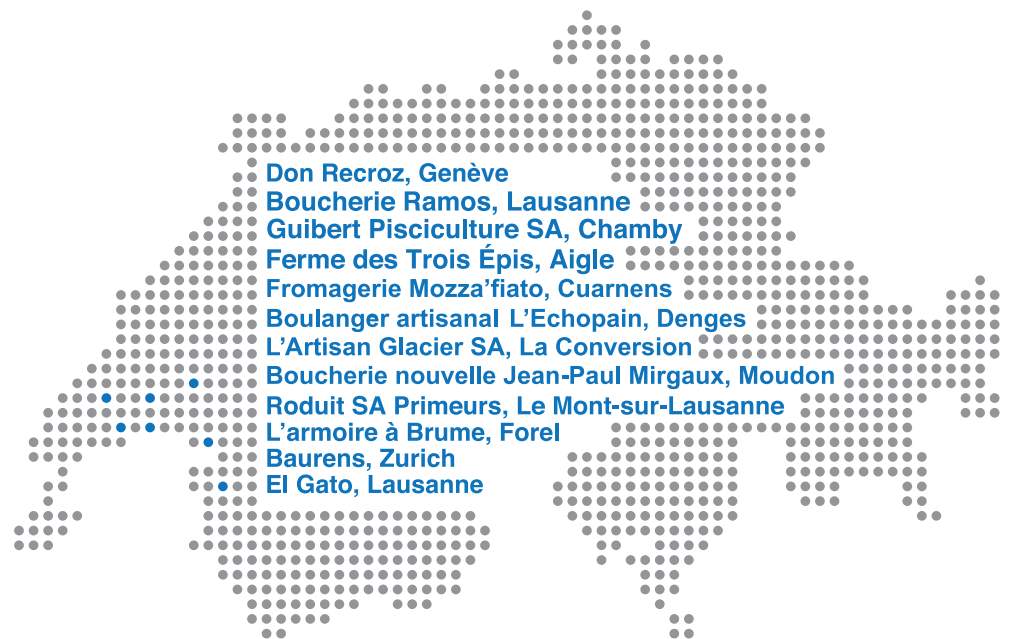 Don Recroz, Genève
Boucherie Ramos, Lausanne
Guibert Pisciculture SA, Chamby
Ferme des Trois Épis, Aigle
Fromagerie Mozza’fiato, Cuarnens
Boulanger artisanal L’Echopain, Denges
L’Artisan Glacier SA, La Conversion
Boucherie nouvelle Jean-Paul Mirgaux, Moudon
Roduit SA Primeurs, Le Mont-sur-Lausanne
L’armoire à Brume, Forel
Baurens, Zurich
El Gato, Lausanne